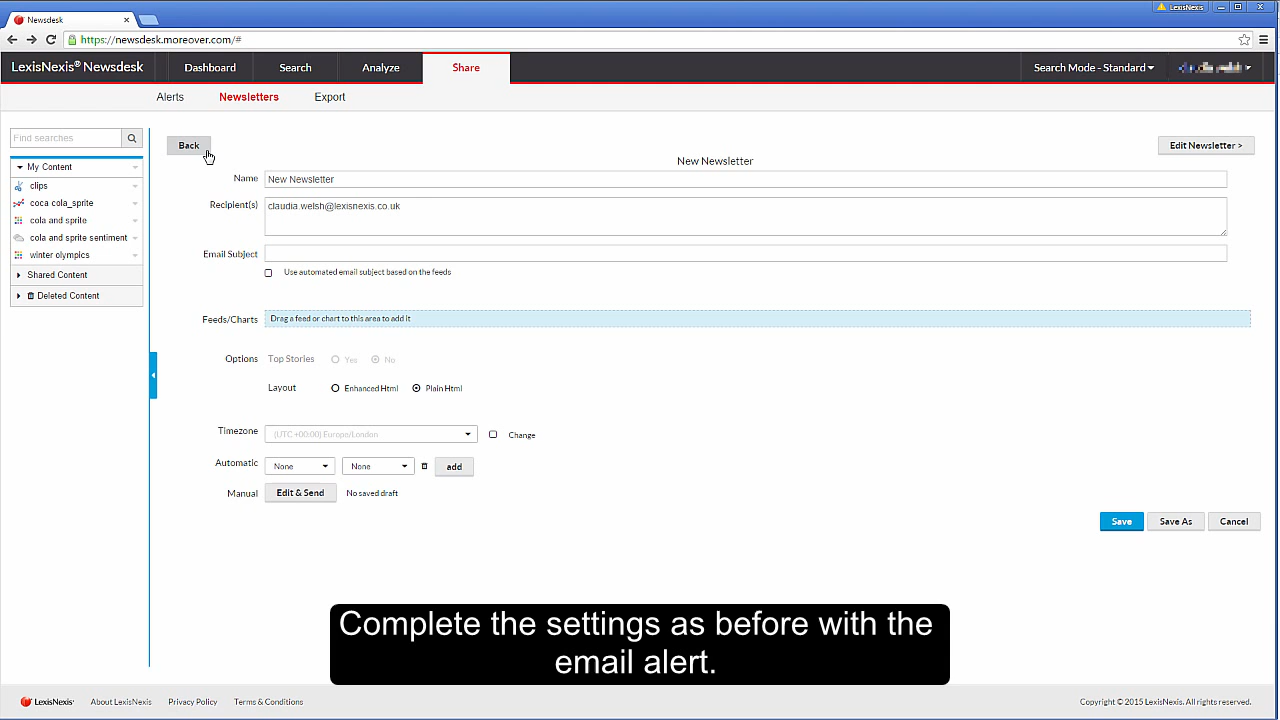 Newsdesk
LexisNexis
https://newsdesk.moreover.com/#
LexisNexis® Newsdesk
Dashboard
Search
Analyze
Share
Search Mode - Standard
Alerts
Newsletters
Export
Find searches
My Content
clips
coca cola_sprite
cola and sprite
cola and sprite sentiment
winter olympics
Shared Content
Deleted Content
Back
Edit Newsletter >
New Newsletter
Name
New Newsletter
Recipient(s)
claudia.welsh@lexisnexis.co.uk
Email Subject
Use automated email subject based on the feeds
Feeds/Charts
Drag a feed or chart to this area to add it
Options
Top Stories
Yes
No
Layout
Enhanced Html
Plain Html
Timezone
(UTC +00:00) Europe/London
Change
Automatic
None
None
add
Manual
Edit & Send
No saved draft
Save
Save As
Cancel
Complete the settings as before with the
email alert.
LexisNexis®
About LexisNexis
Privacy Policy
Terms & Conditions
Copyright © 2015 LexisNexis. All rights reserved.